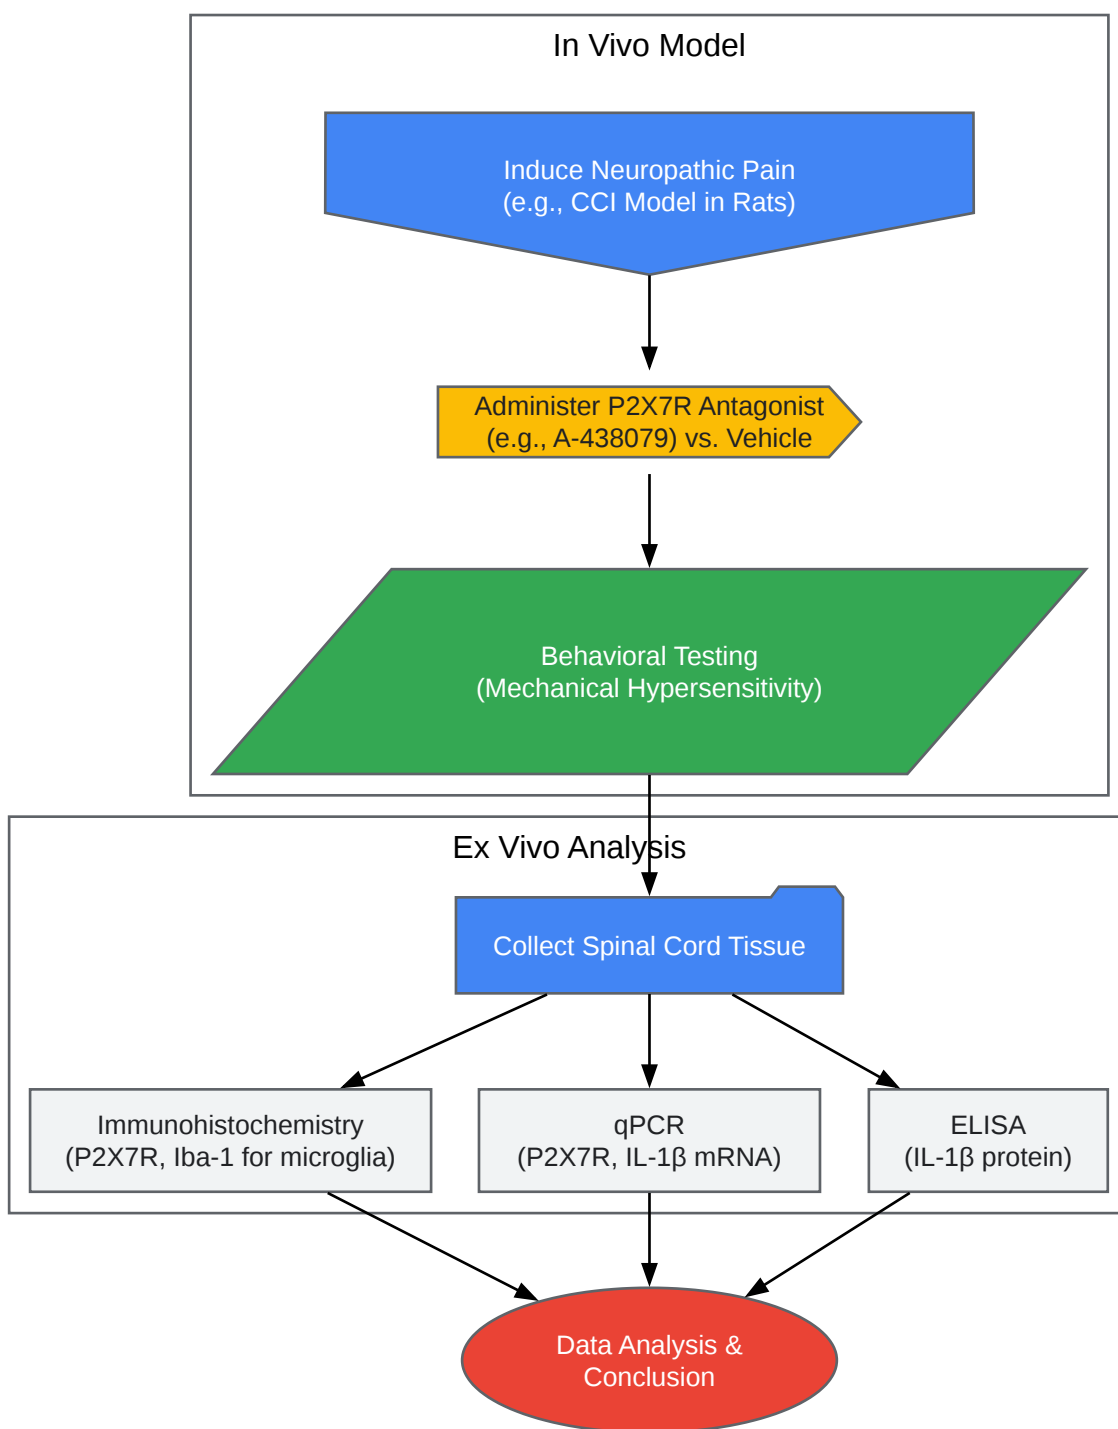 In Vivo Model
Induce Neuropathic Pain
(e.g., CCI Model in Rats)
Administer P2X7R Antagonist
(e.g., A-438079) vs. Vehicle
Behavioral Testing
(Mechanical Hypersensitivity)
Ex Vivo Analysis
Collect Spinal Cord Tissue
Immunohistochemistry
(P2X7R, Iba-1 for microglia)
qPCR
(P2X7R, IL-1β mRNA)
ELISA
(IL-1β protein)
Data Analysis &
Conclusion